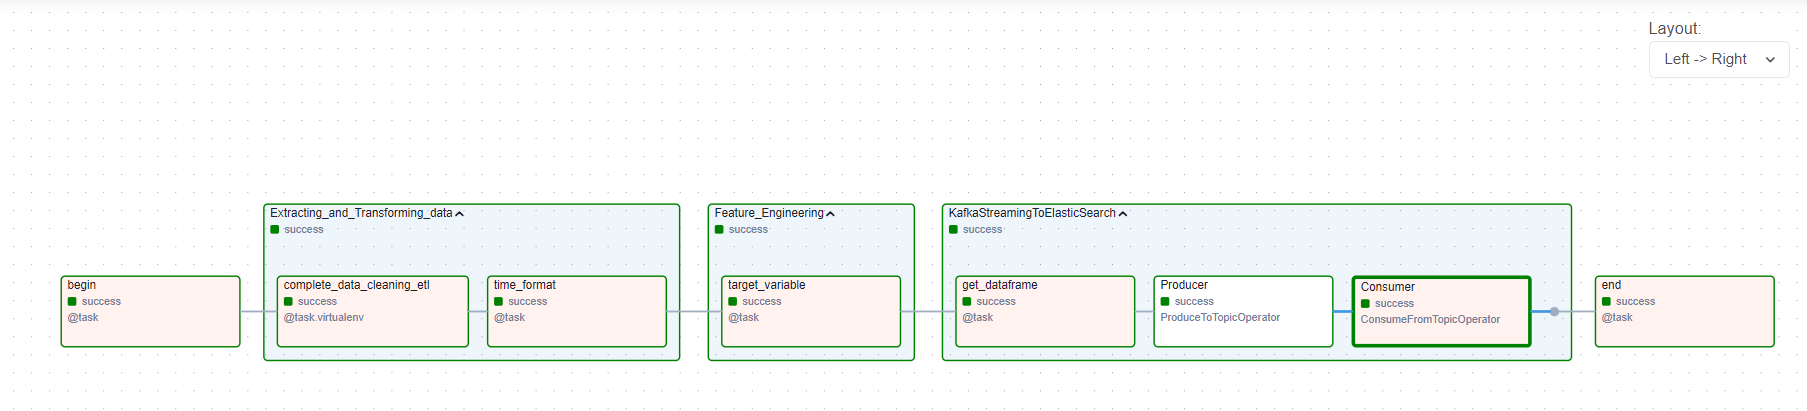 Layout:
Left -> Right
begin
success
@task
Extracting_and_Transforming_data
success
complete_data_cleaning_etl
success
@task.virtualenv
time_format
success
@task
Feature_Engineering
success
target_variable
success
@task
KafkaStreamingToElasticSearch
success
get_dataframe
success
@task
Producer
success
ProduceToTopicOperator
Consumer
success
ConsumeFromTopicOperator
end
success
@task